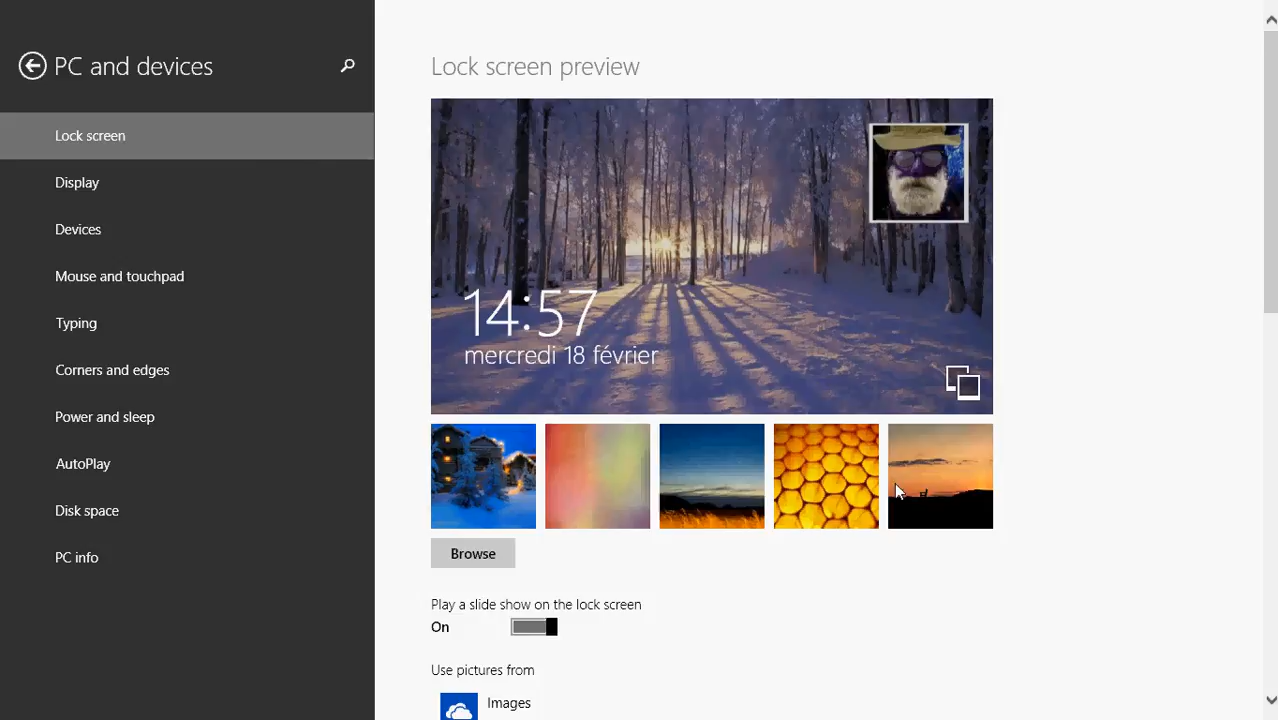 PC and devices
Lock screen
Display
Devices
Mouse and touchpad
Typing
Corners and edges
Power and sleep
AutoPlay
Disk space
PC info
Lock screen preview
14:57
mercredi 18 février
Browse
Play a slide show on the lock screen
On
Use pictures from
Images